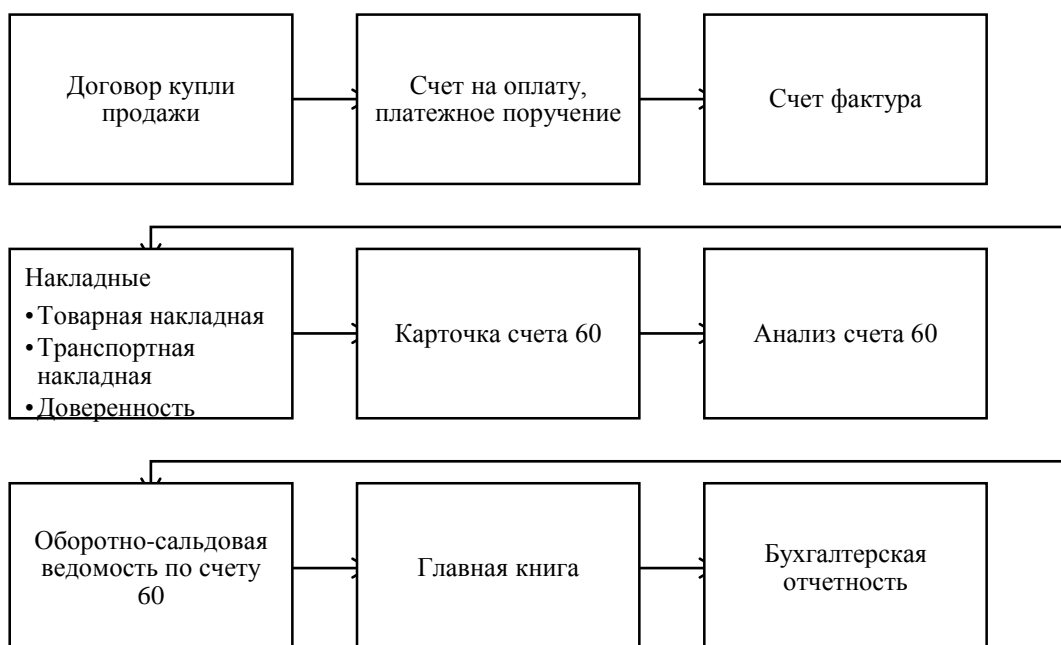 Договор купли
продажи
Счет на оплату,
платежное поручение
Счет фактура
Накладные
•Товарная накладная
•Транспортная
накладная
•Доверенность
Карточка счета 60
Анализ счета 60
Оборотно-сальдовая
ведомость по счету
60
Главная книга
Бухгалтерская
отчетность